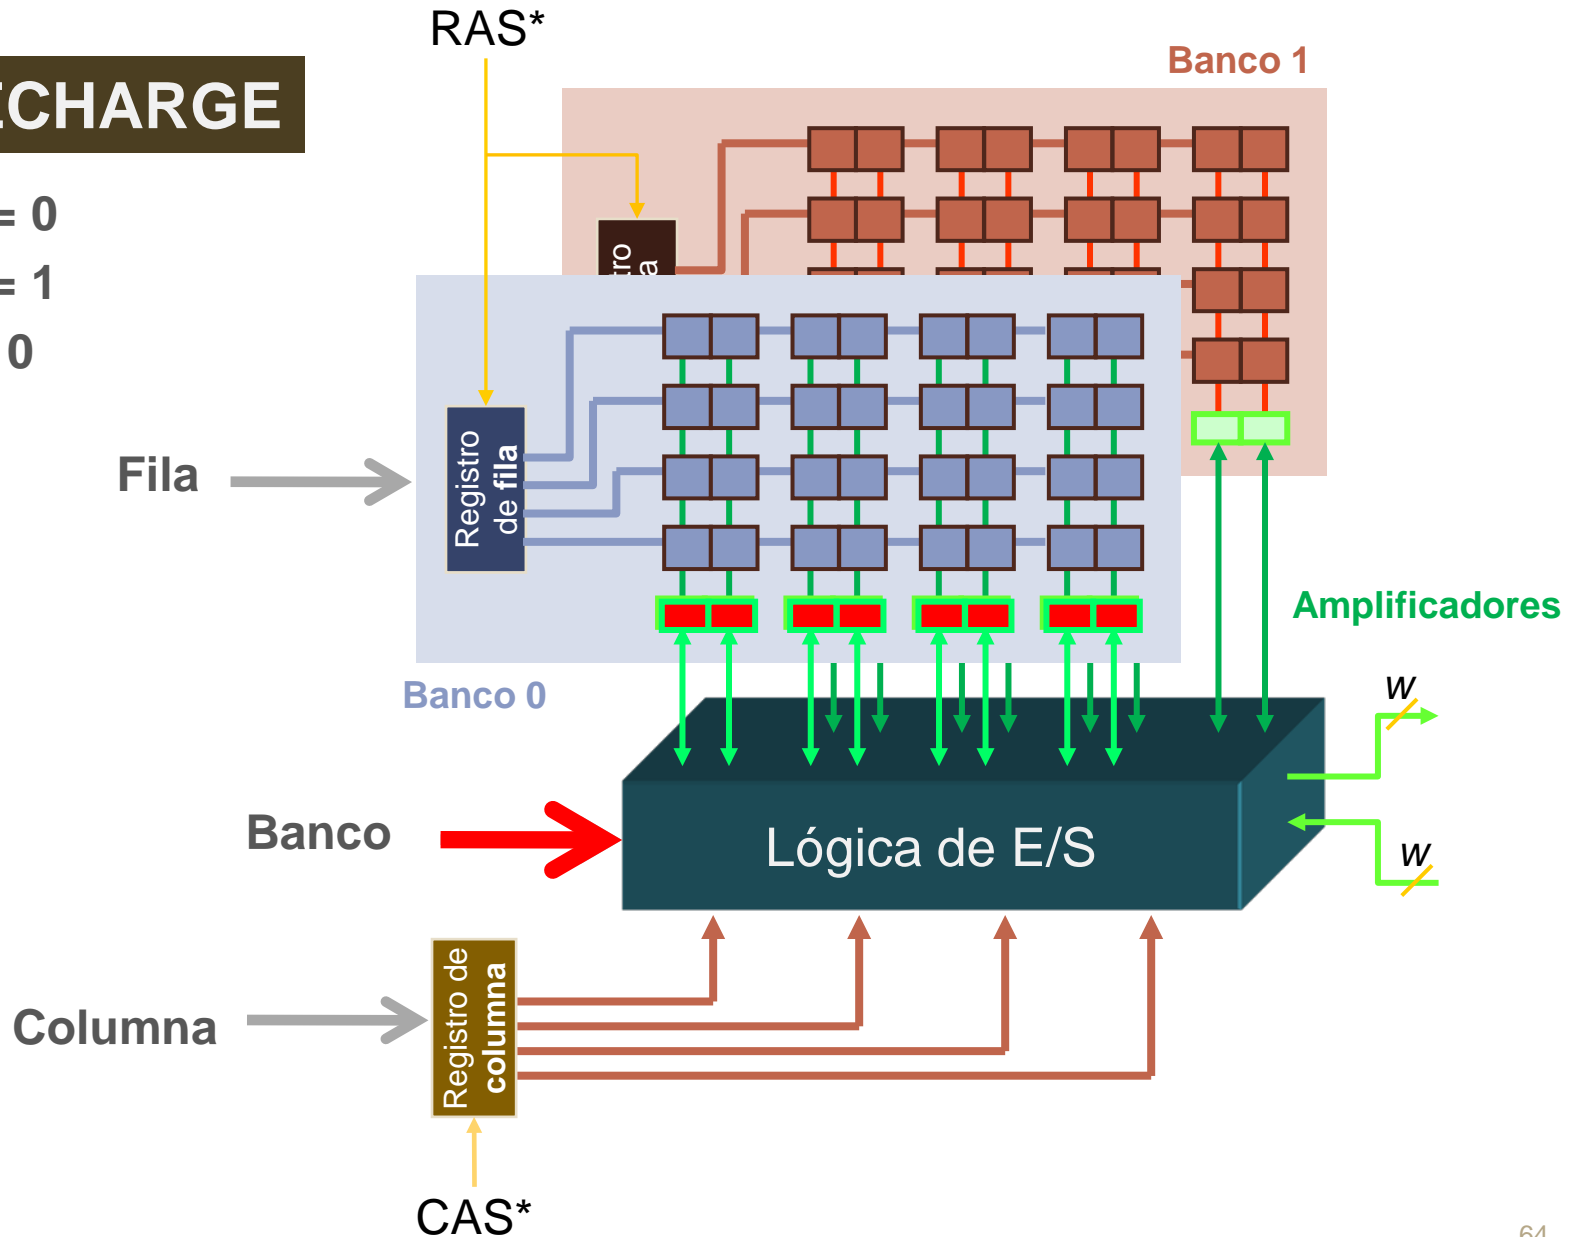 RAS*
Banco 1
ECHARGE
= 0
= 1
0
Fila
Registro
de fila
Amplificadores
Banco 0
w
Banco
Lógica de E/S
w
Columna
Registro de
columna
CAS*
64